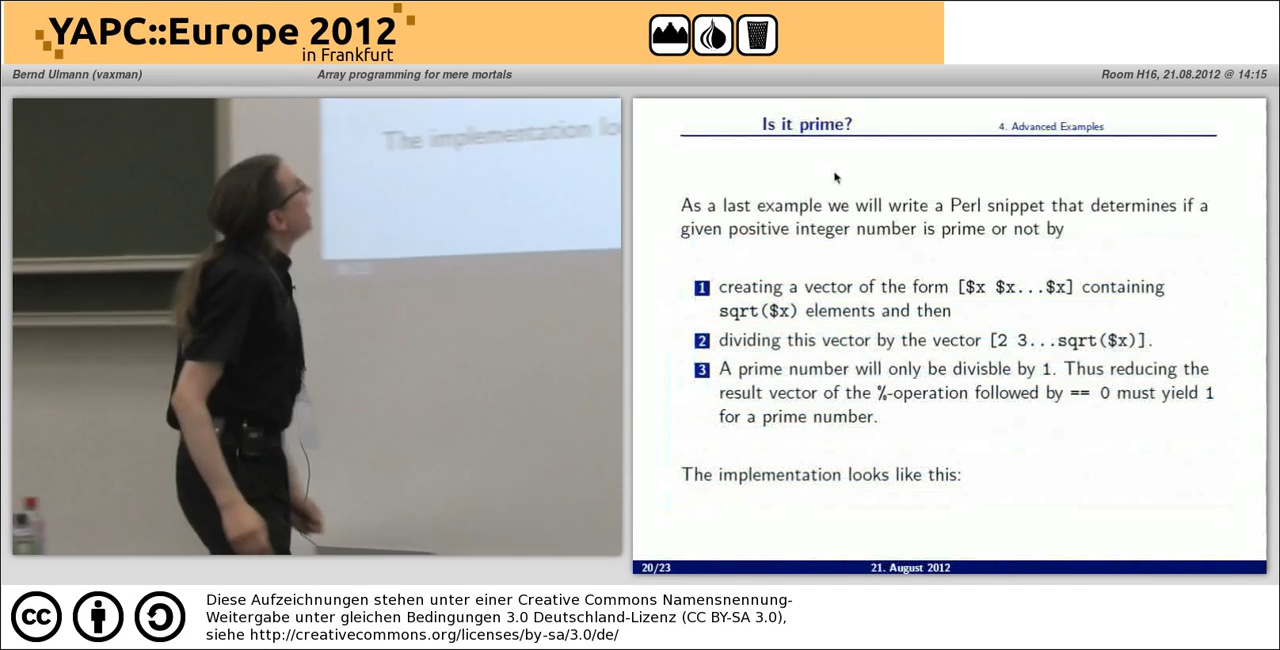 YAPC::Europe 2012
in Frankfurt
Bernd Ulmann (vaxman)
Array programming for mere mortals
Room H16, 21.08.2012 @ 14:15
The implementation lo
Is it prime?
4. Advanced Examples
As a last example we will write a Perl snippet that determines if a
given positive integer number is prime or not by
1 creating a vector of the form [$x $x...$x] containing
sqrt($x) elements and then
2 dividing this vector by the vector [2 3...sqrt($x)].
3 A prime number will only be divisble by 1. Thus reducing the
result vector of the %-operation followed by == 0 must yield 1
for a prime number.
The implementation looks like this:
20/23
21. August 2012
cc
Diese Aufzeichnungen stehen unter einer Creative Commons Namensnennung-
Weitergabe unter gleichen Bedingungen 3.0 Deutschland-Lizenz (CC BY-SA 3.0),
siehe http://creativecommons.org/licenses/by-sa/3.0/de/